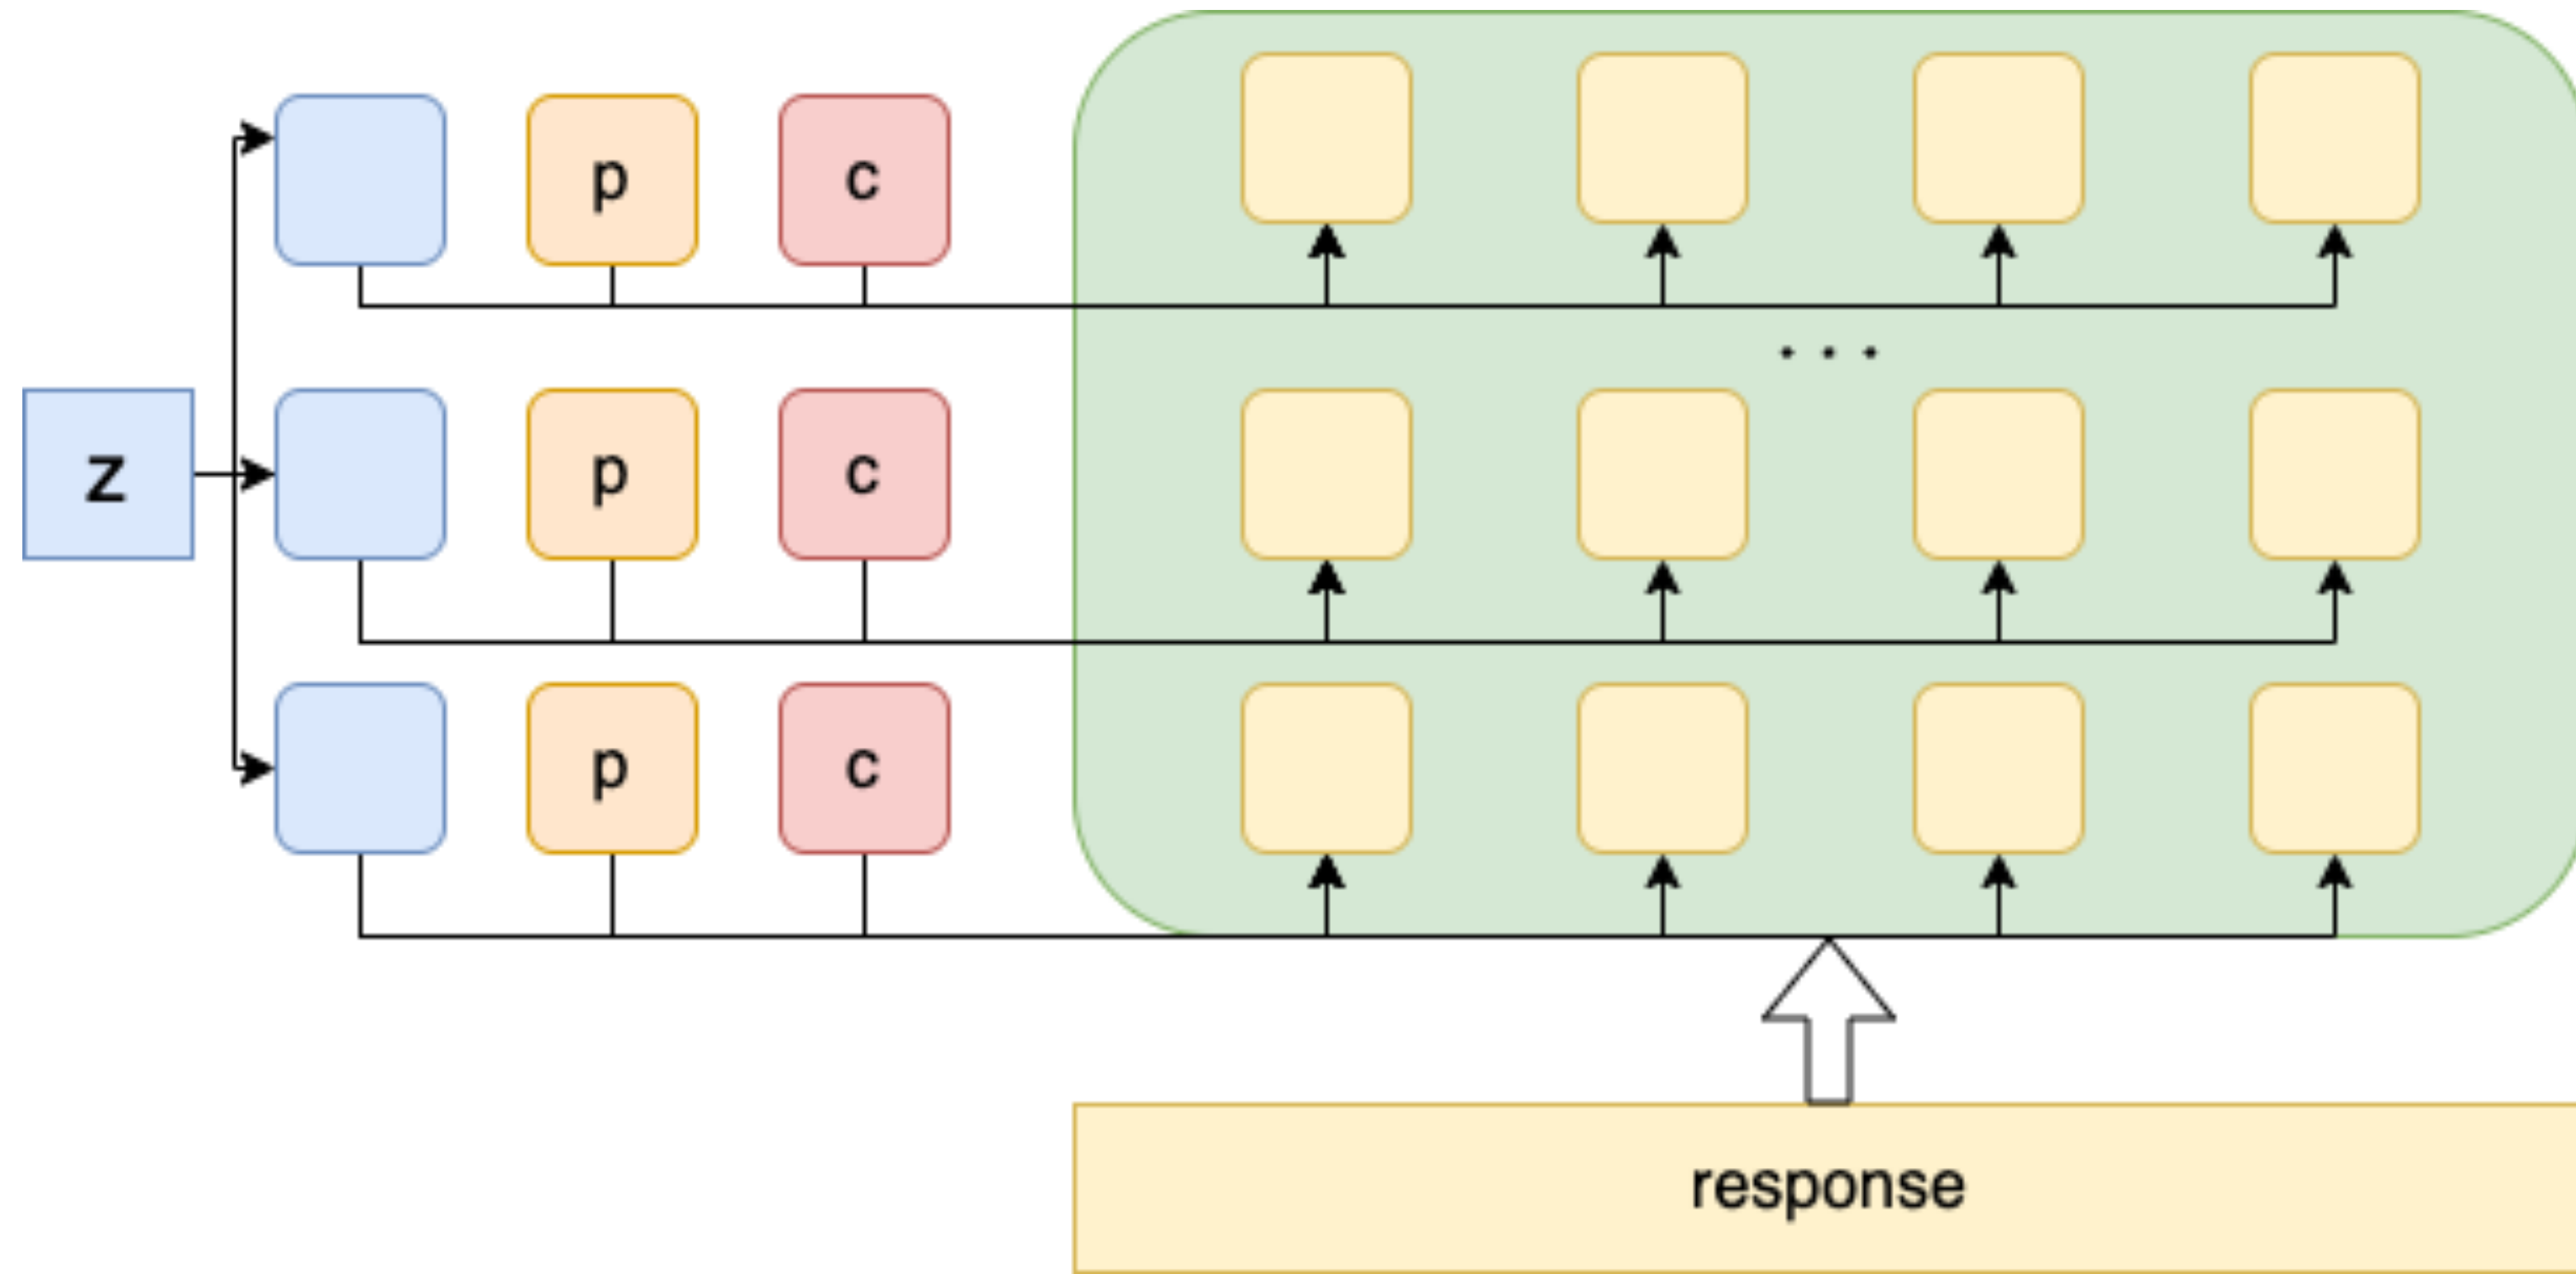 p c
. . .
z p c
p c
response